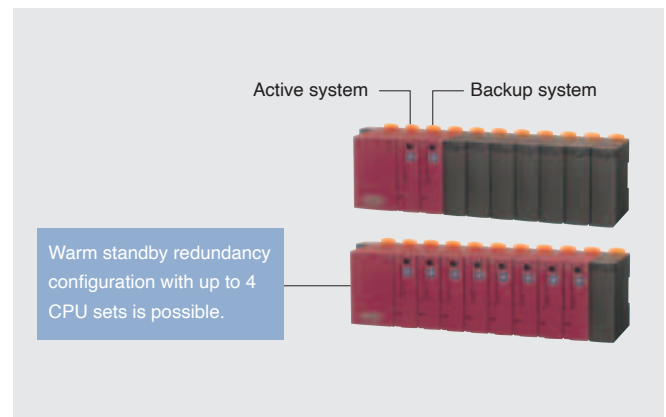 Active system
Backup system
Warm standby redundancy
configuration with up to 4
CPU sets is possible.